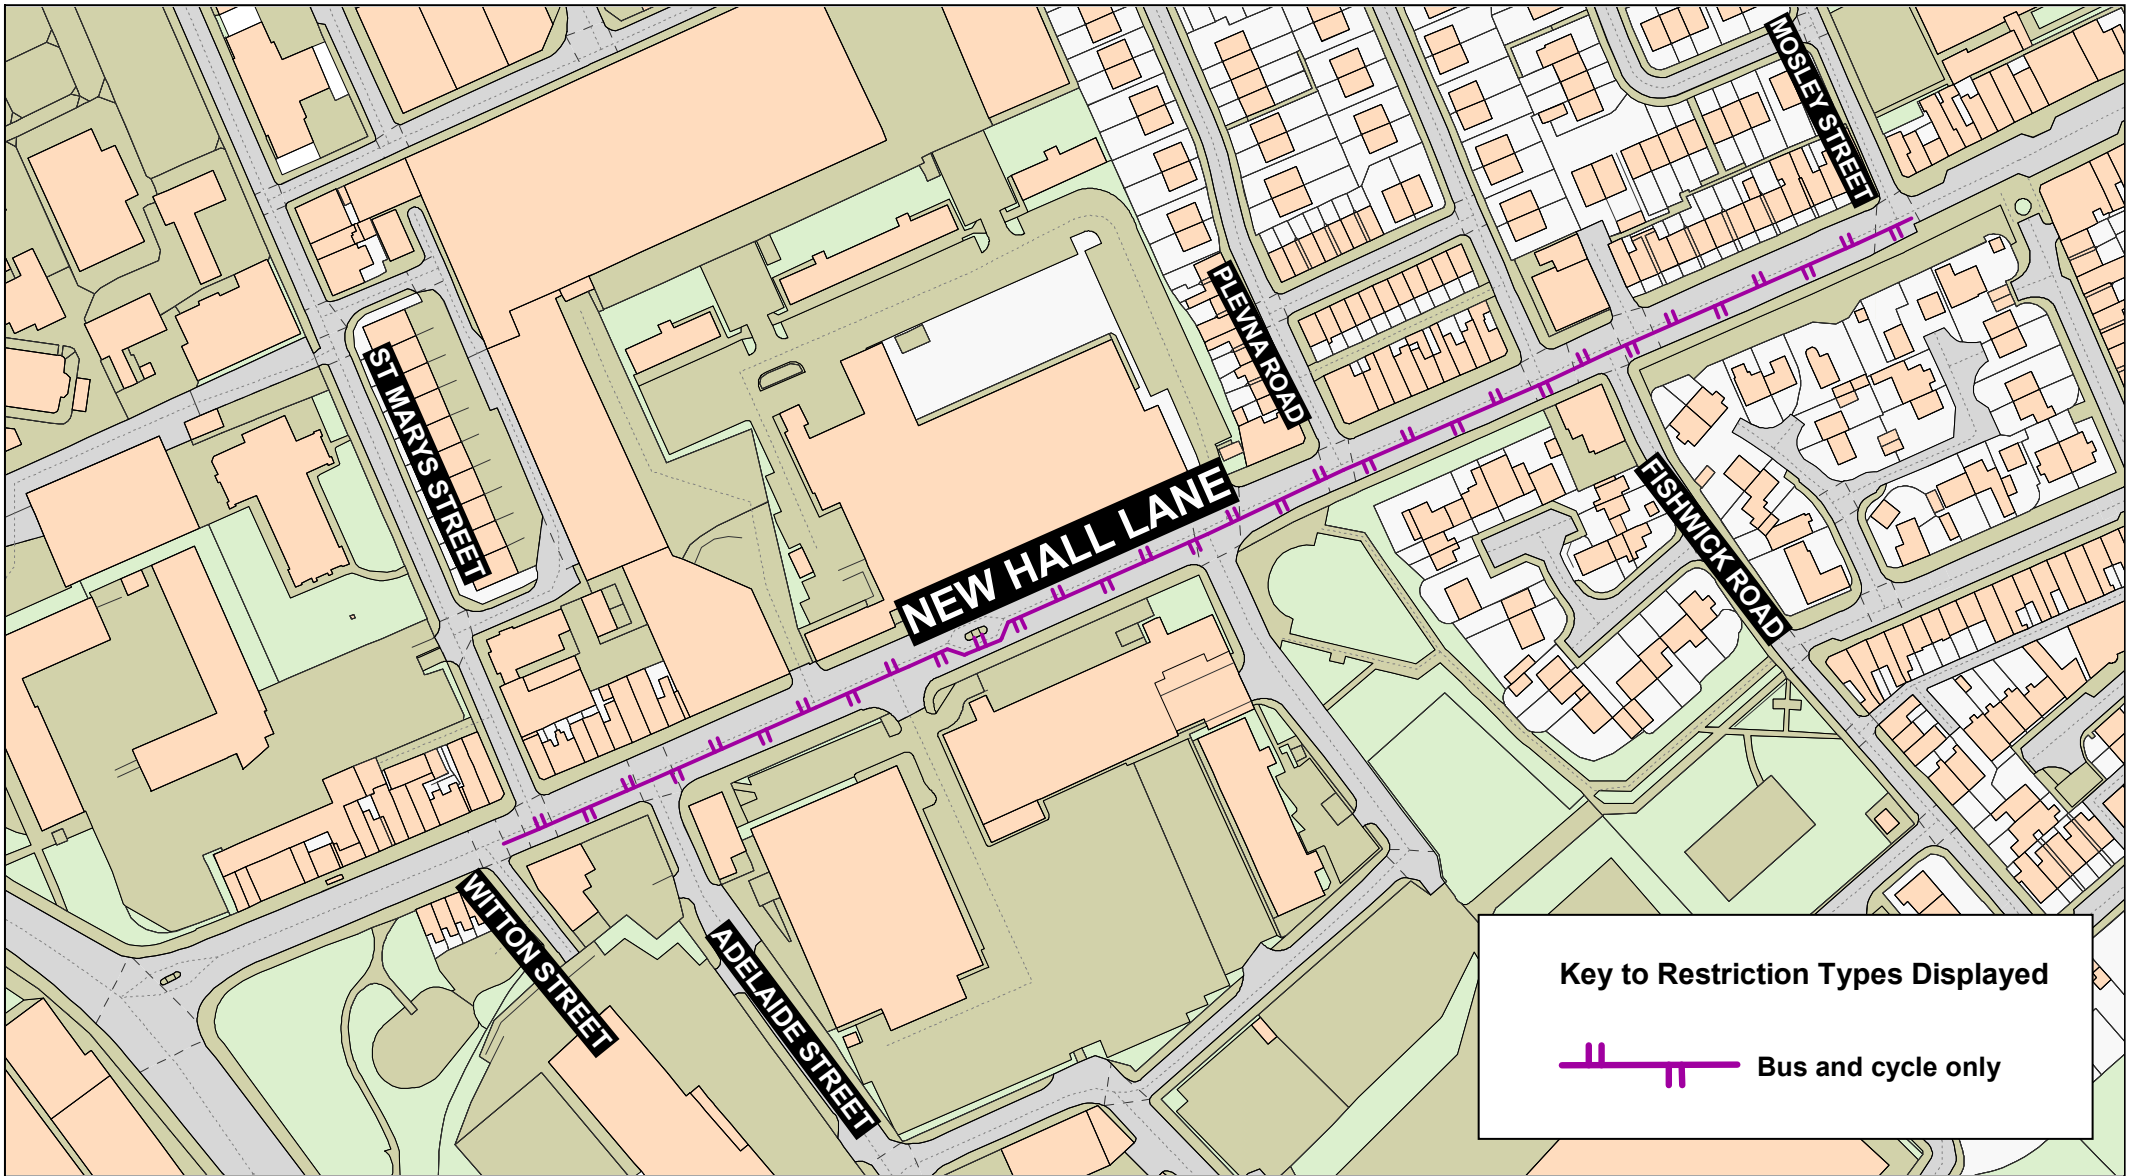 MOSLEY STREET
PLEVNA ROAD
ST MARYS STREET
NEW HALL LANE
FISHWICK ROAD
WITTON STREET
ADELAIDE STREET
Key to Restriction Types Displayed
Bus and cycle only